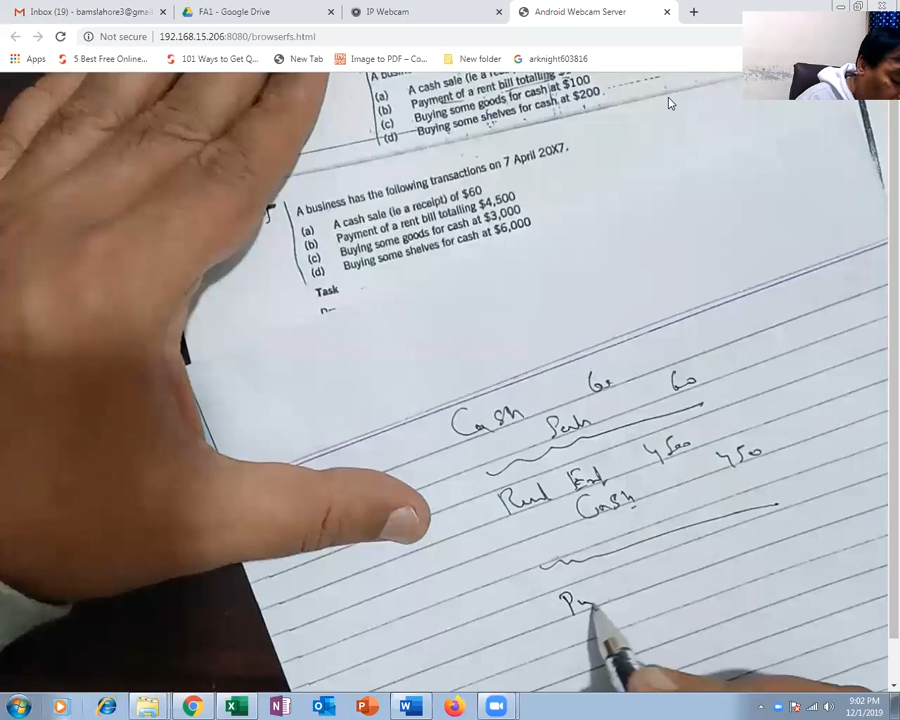 Inbox (19) - bamslahore3@gmai
FA1 - Google Drive
IP Webcam
Android Webcam Server
Not secure | 192.168.15.206:8080/browserfs.html
Apps
5 Best Free Online...
101 Ways to Get Q...
New Tab
Image to PDF – Co...
New folder
arknight603816
(a) A cash sale (ie a
(b) Payment of a rent bill totalling
(c) Buying some goods for cash at $100
(d) Buying some shelves for cash at $200
A business has the following transactions on 7 April 20X7.
(a) A cash sale (ie a receipt) of $60
(b) Payment of a rent bill totalling $4,500
(c) Buying some goods for cash at $3,000
(d) Buying some shelves for cash at $6,000
Task
Cash 60 60
Rent 4500 450
Cash
9:02 PM
12/1/2019